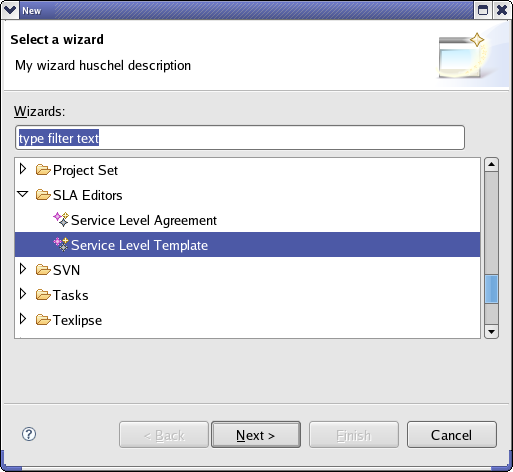 New
Select a wizard
My wizard huschel description
Wizards:
type filter text
Project Set
SLA Editors
Service Level Agreement
Service Level Template
SVN
Tasks
Texlipse
?
< Back
Next >
Finish
Cancel